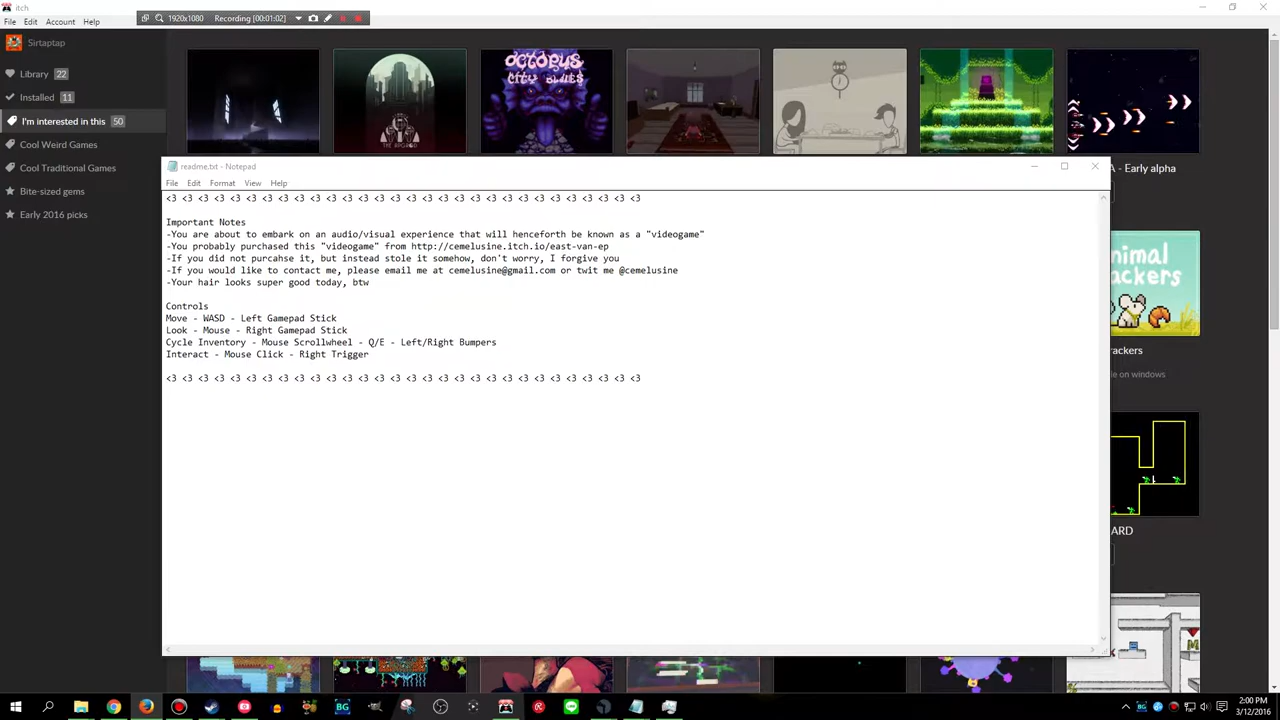 itch
1920x1080
Recording [00:01:02]
File Edit Account Help
Sirtaptap
Library 22
Installed 11
I'm interested in this 50
Cool Weird Games
Cool Traditional Games
Bite-sized gems
Early 2016 picks
OCTOPUS
CITY BLUES
A - Early alpha
readme.txt - Notepad
File Edit Format View Help
<3 <3 <3 <3 <3 <3 <3 <3 <3 <3 <3 <3 <3 <3 <3 <3 <3 <3 <3 <3 <3 <3 <3 <3 <3 <3 <3 <3 <3 <3
Important Notes
-You are about to embark on an audio/visual experience that will henceforth be known as a "videogame"
-You probably purchased this "videogame" from http://cemelusine.itch.io/east-van-ep
-If you did not purcahse it, but instead stole it somehow, don't worry, I forgive you
-If you would like to contact me, please email me at cemelusine@gmail.com or twit me @cemelusine
-Your hair looks super good today, btw
Controls
Move - WASD - Left Gamepad Stick
Look - Mouse - Right Gamepad Stick
Cycle Inventory - Mouse Scrollwheel - Q/E - Left/Right Bumpers
Interact - Mouse Click - Right Trigger
<3 <3 <3 <3 <3 <3 <3 <3 <3 <3 <3 <3 <3 <3 <3 <3 <3 <3 <3 <3 <3 <3 <3 <3 <3 <3 <3 <3 <3 <3
nimal
ckers
rackers
le on windows
ARD
BG
2:00 PM
3/12/2016